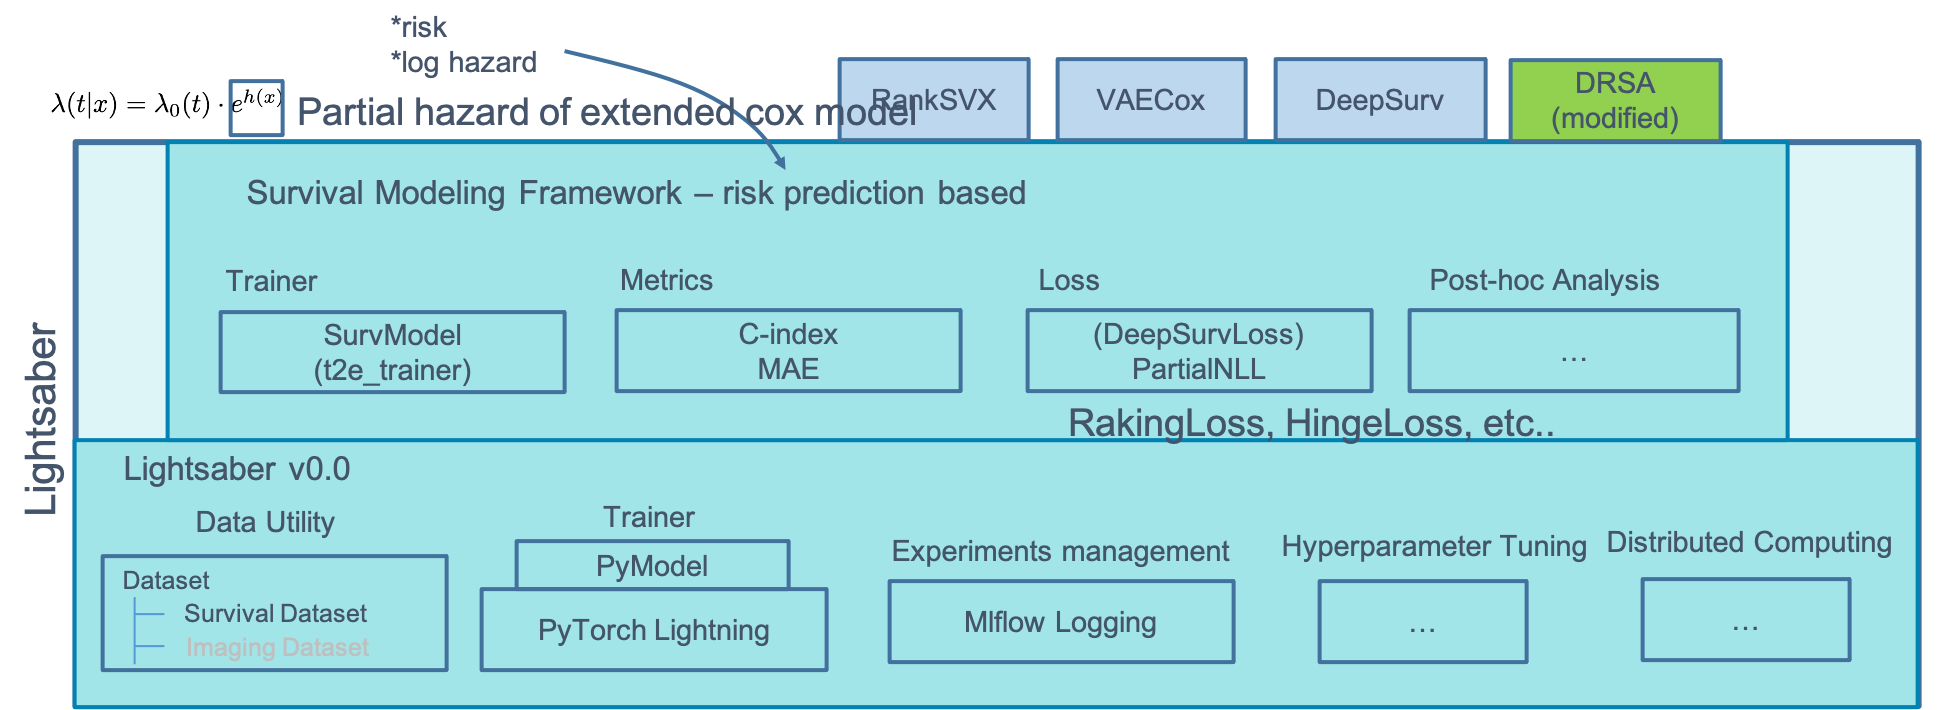 *risk
*log hazard
λ(t|x) = λ₀(t) · e^{h(x)}
Partial hazard of extended cox model
RankSVX
VAECox
DeepSurv
DRSA
(modified)
Lightsaber
Survival Modeling Framework – risk prediction based
Trainer
SurvModel
(t2e_trainer)
Metrics
C-index
MAE
Loss
(DeepSurvLoss)
PartialNLL
Post-hoc Analysis
...
RakingLoss, HingeLoss, etc..
Lightsaber v0.0
Data Utility
Dataset
Survival Dataset
Imaging Dataset
Trainer
PyModel
PyTorch Lightning
Experiments management
Mlflow Logging
Hyperparameter Tuning
...
Distributed Computing
...